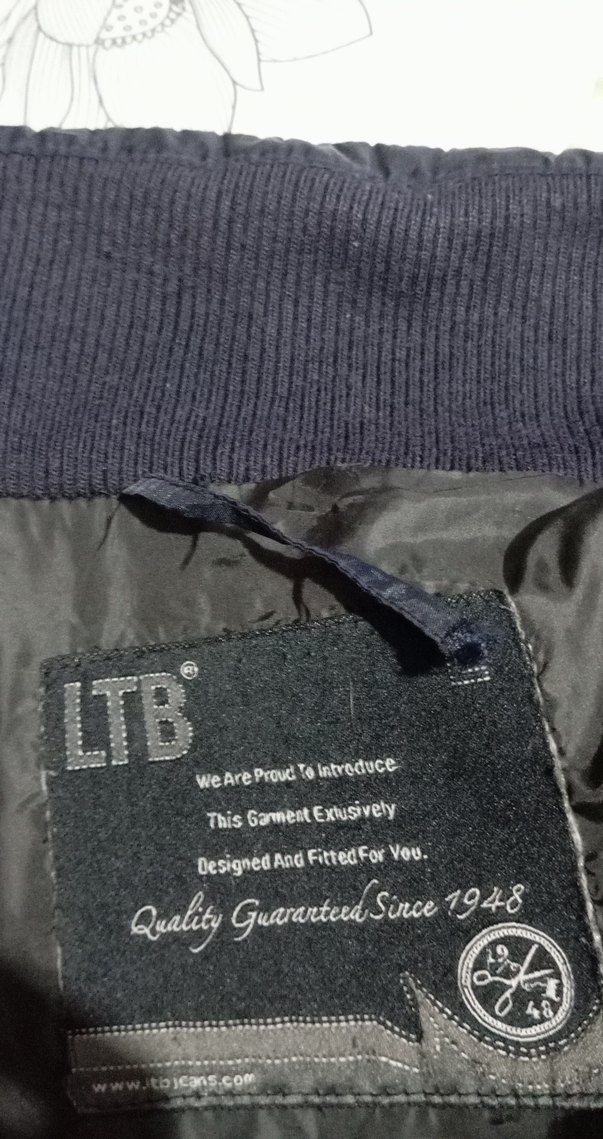 LTB®
We Are Proud To Introduce
This Garment Exlusively
Designed And Fitted For You.
Quality Guaranteed Since 1948
19
48
www.ltbjeans.com